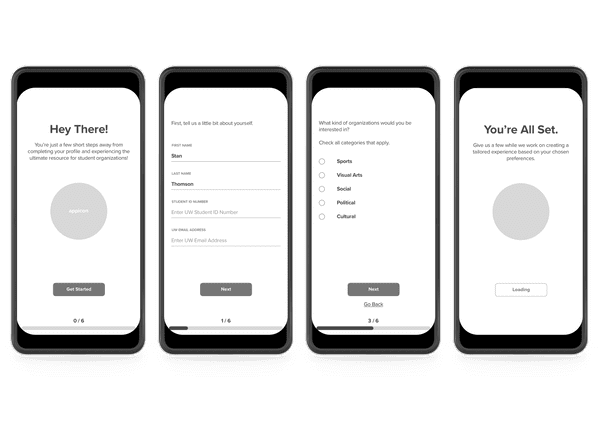 Hey There!
You're just a few short steps away from
completing your profile and experiencing the
ultimate resource for student organizations!
Get Started
0 / 6
First, tell us a little bit about yourself:
FIRST NAME
Stan
LAST NAME
Thomson
STUDENT ID NUMBER
Enter UW Student ID Number
UW EMAIL ADDRESS
Enter UW Email Address
Next
1 / 6
What kind of organizations would you be
interested in?
Check all categories that apply.
Sports
Visual Arts
Social
Political
Cultural
Next
Go Back
3 / 6
You're All Set.
Give us a few while we work on creating a
tailored experience based on your chosen
preferences.
Loading